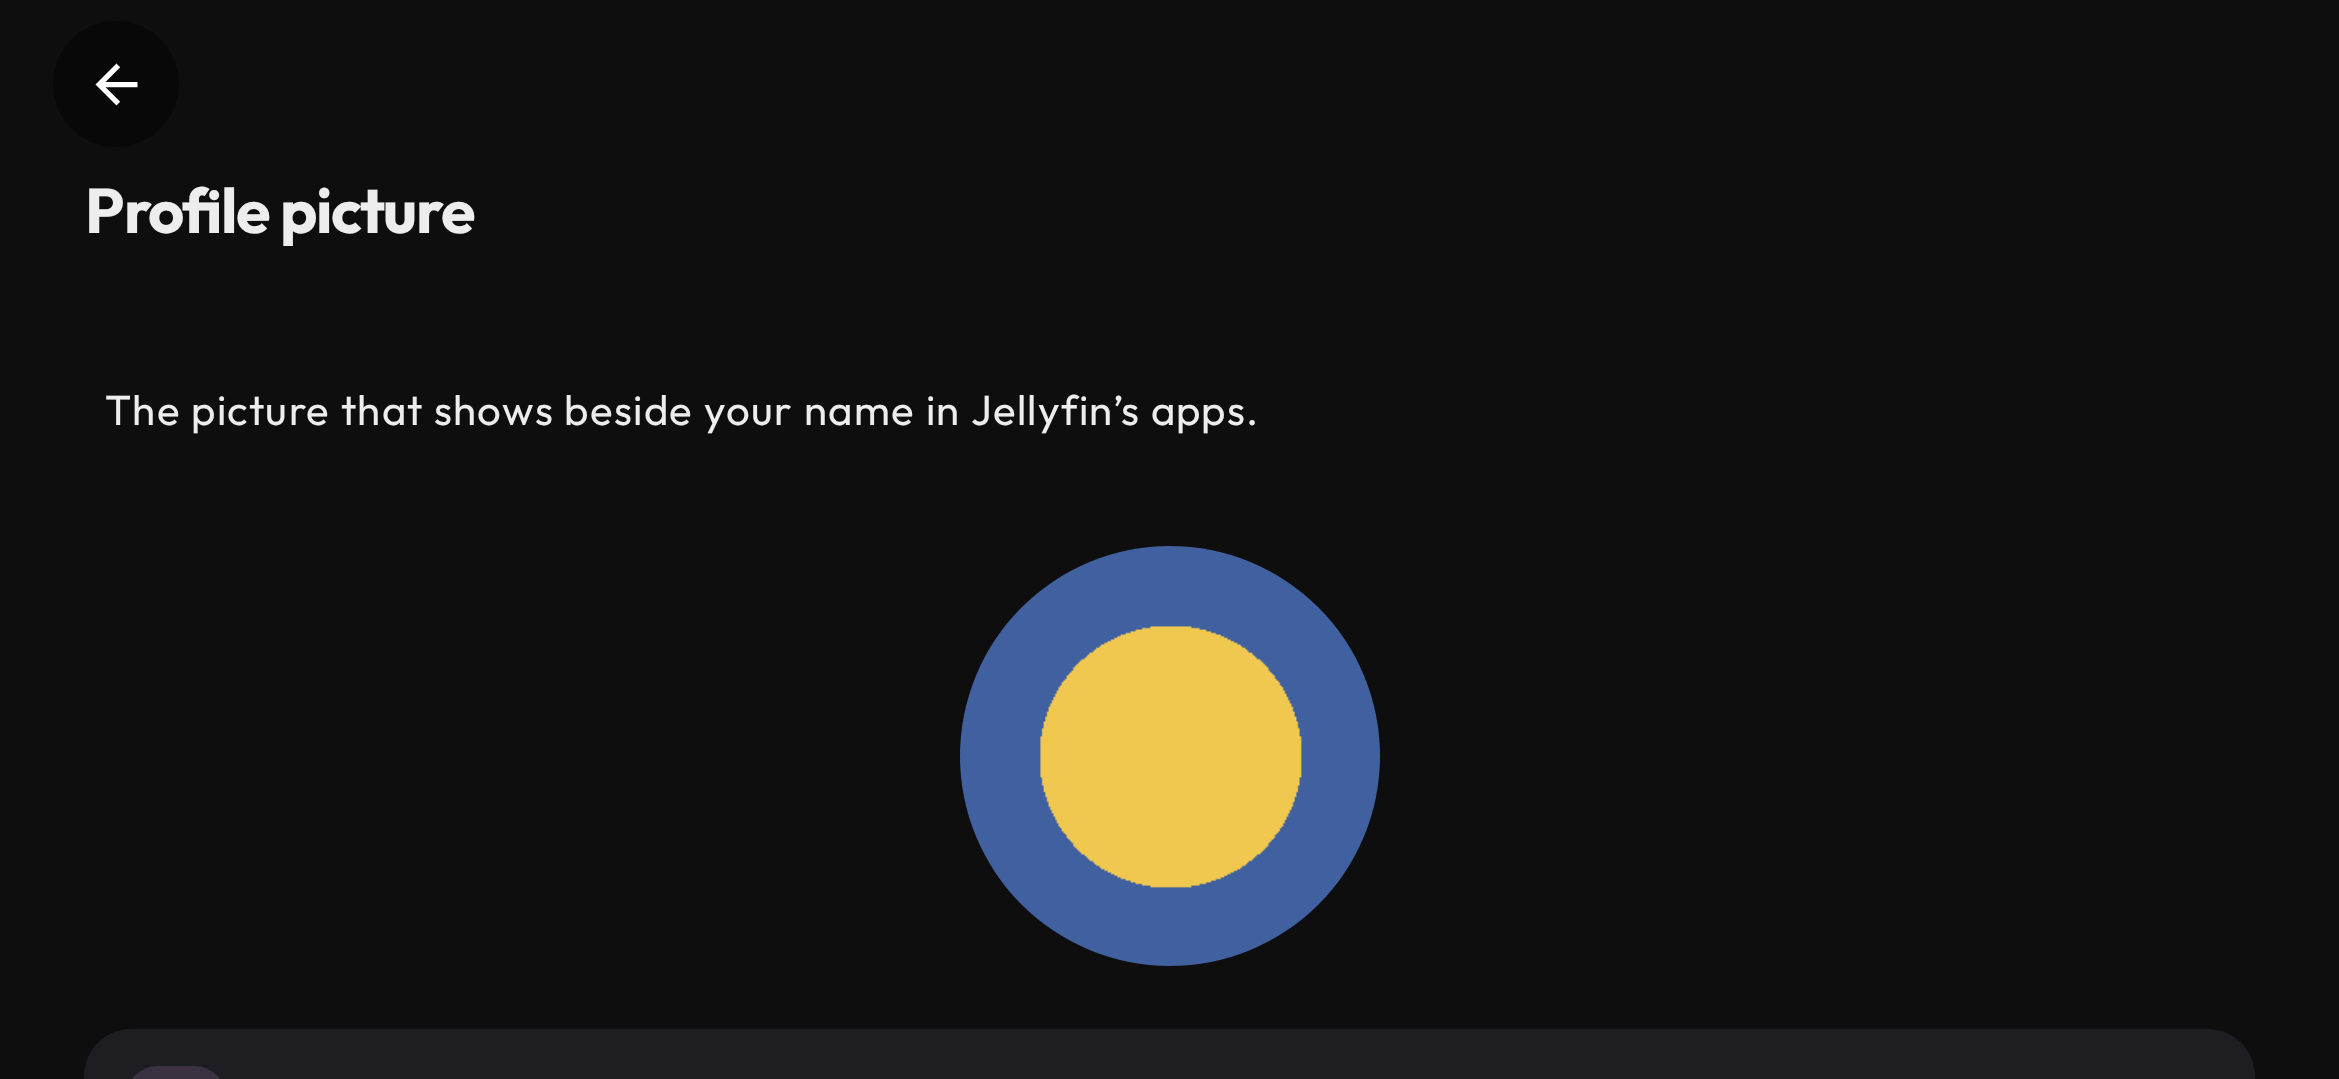 Profile picture
The picture that shows beside your name in Jellyfin’s apps.